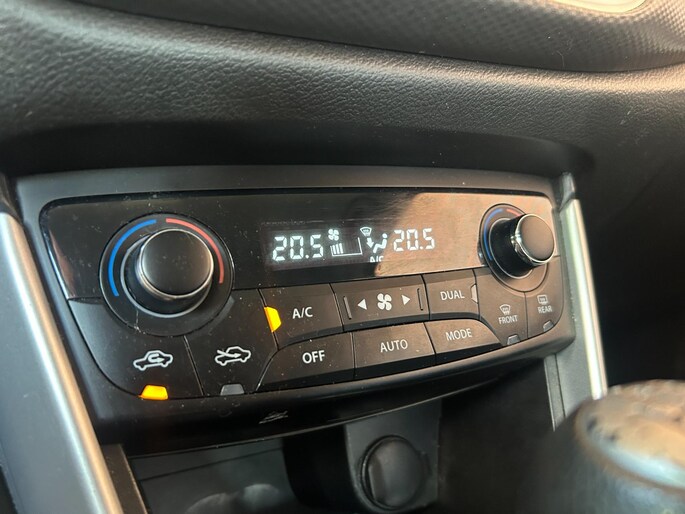 20.5 20.5
A/C
DUAL
OFF
AUTO
MODE
FRONT
REAR